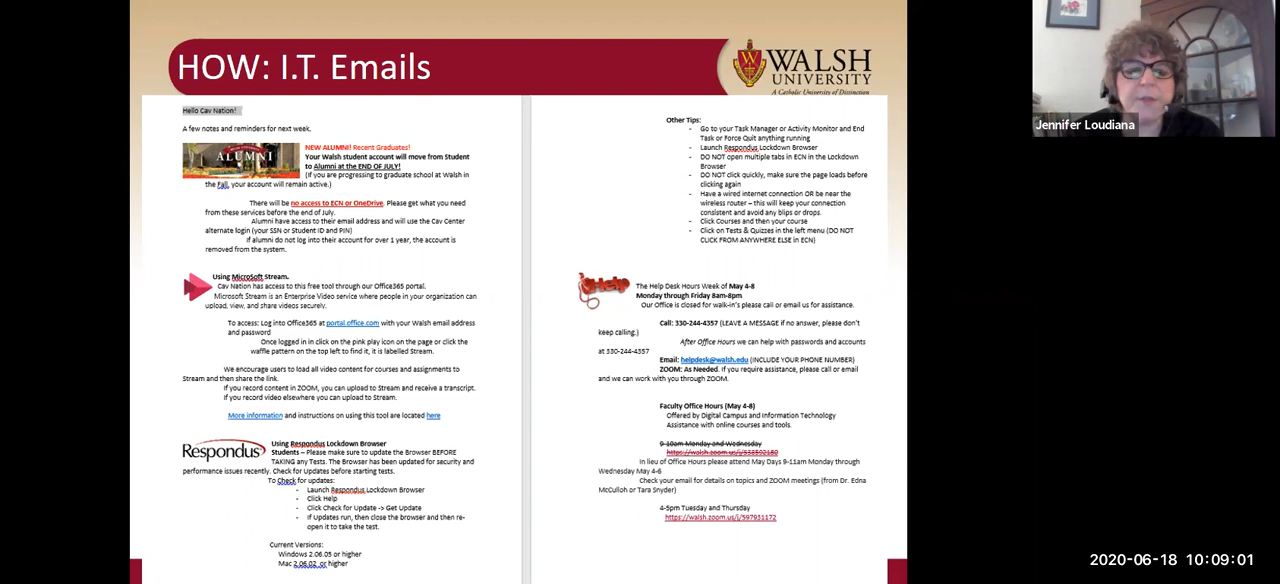 HOW: I.T. Emails
WALSH
UNIVERSITY
A Catholic University of Distinction
Hello Cav Nation!
A few notes and reminders for next week.
ALUMNI
NEW ALUMNI! Recent Graduates!
Your Walsh student account will move from Student
to Alumni at the END OF JULY!
(If you are progressing to graduate school at Walsh in
the Fall, your account will remain active.)
There will be no access to ECN or OneDrive. Please get what you need
from these services before the end of July.
Alumni have access to their email address and will use the Cav Center
alternate login (your SSN or Student ID and PIN)
If alumni do not log into their account for over 1 year, the account is
removed from the system.
Using MicroSoft Stream.
Cav Nation has access to this free tool through our Office365 portal.
Microsoft Stream is an Enterprise Video service where people in your organization can
upload, view, and share videos securely.
To access: Log into Office365 at portal.office.com with your Walsh email address
and password
Once logged in in click on the pink play icon on the page or click the
waffle pattern on the top left to find it, it is labelled Stream.
We encourage users to load all video content for courses and assignments to
Stream and then share the link.
If you record content in ZOOM, you can upload to Stream and receive a transcript.
If you record video elsewhere you can upload to Stream.
More information and instructions on using this tool are located here
Respondus
Using Respondus Lockdown Browser
Students – Please make sure to update the Browser BEFORE
TAKING any Tests. The Browser has been updated for security and
performance issues recently. Check for Updates before starting tests.
To Check for updates:
- Launch Respondus Lockdown Browser
- Click Help
- Click Check for Update -> Get Update
- If Updates run, then close the browser and then re-
open it to take the test.
Current Versions:
Windows 2.06.05 or higher
Mac 2.06.02 or higher
Other Tips:
- Go to your Task Manager or Activity Monitor and End
Task or Force Quit anything running
- Launch Respondus Lockdown Browser
- DO NOT open multiple tabs in ECN in the Lockdown
Browser
- DO NOT click quickly, make sure the page loads before
clicking again
- Have a wired internet connection OR be near the
wireless router – this will keep your connection
consistent and avoid any blips or drops.
- Click Courses and then your course
- Click on Tests & Quizzes in the left menu (DO NOT
CLICK FROM ANYWHERE ELSE in ECN)
Help
The Help Desk Hours Week of May 4-8
Monday through Friday 8am-8pm
Our Office is closed for walk-in's please call or email us for assistance.
Call: 330-244-4357 (LEAVE A MESSAGE if no answer, please don't
keep calling.)
After Office Hours we can help with passwords and accounts
at 330-244-4357
Email: helpdesk@walsh.edu (INCLUDE YOUR PHONE NUMBER)
ZOOM: As Needed. If you require assistance, please call or email
and we can work with you through ZOOM.
Faculty Office Hours (May 4-8)
Offered by Digital Campus and Information Technology
Assistance with online courses and tools.
9-10am Monday and Wednesday
https://walsh.zoom.us/j/538592180
In lieu of Office Hours please attend May Days 9-11am Monday through
Wednesday May 4-6
Check your email for details on topics and ZOOM meetings (from Dr. Edna
McCulloh or Tara Snyder)
4-5pm Tuesday and Thursday
https://walsh.zoom.us/j/597931172
Jennifer Loudiana
2020-06-18 10:09:01